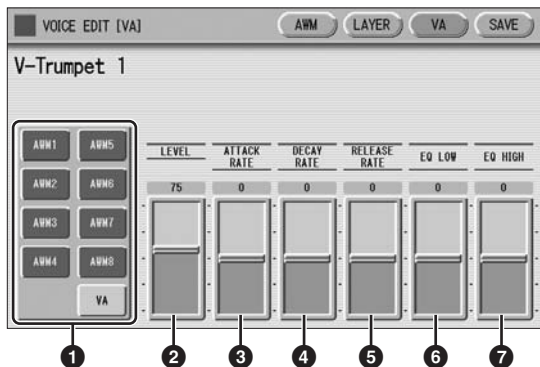 VOICE EDIT [VA]
AWM
LAYER
VA
SAVE
V-Trumpet 1
AWM1
AWM5
AWM2
AWM6
AWM3
AWM7
AWM4
AWM8
VA
LEVEL
ATTACK RATE
DECAY RATE
RELEASE RATE
EQ LOW
EQ HIGH
75
0
0
0
0
0
1
2
3
4
5
6
7